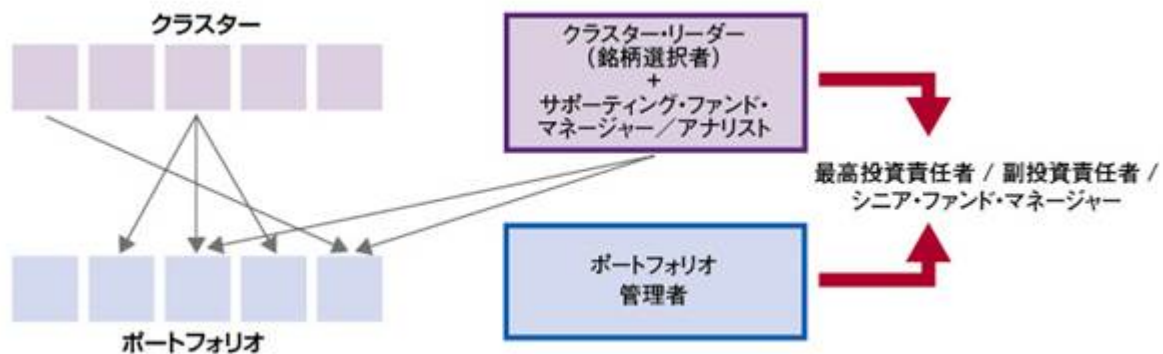 クラスター
クラスター・リーダー
(銘柄選択者)
+
サポーティング・ファンド・
マネージャー／アナリスト
最高投資責任者 / 副投資責任者 /
シニア・ファンド・マネージャー
ポートフォリオ
管理者
ポートフォリオ